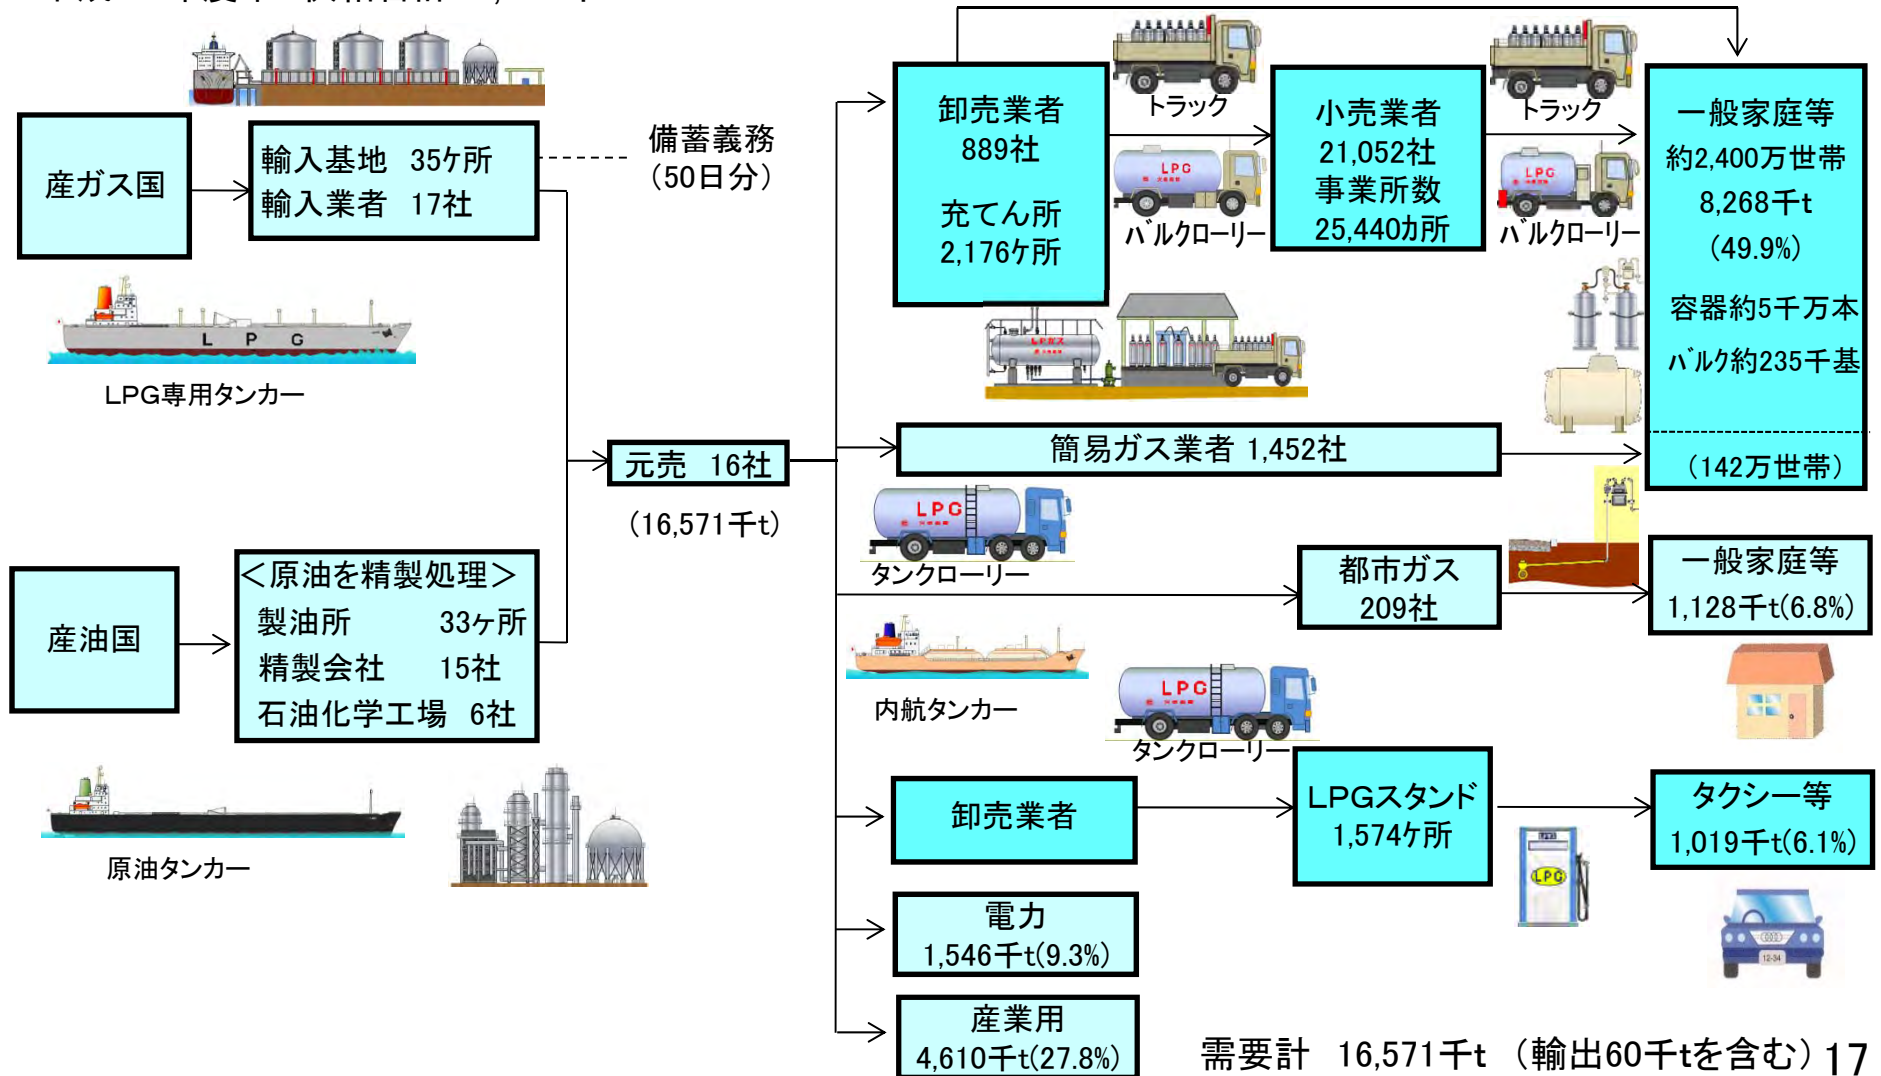 産ガス国
輸入基地 35ケ所
輸入業者 17社
備蓄義務
(50日分)
LPG専用タンカー
産油国
＜原油を精製処理＞
製油所 33ヶ所
精製会社 15社
石油化学工場 6社
原油タンカー
元売 16社
(16,571千t)
卸売業者
889社
充てん所
2,176ケ所
トラック
バルクローリー
小売業者
21,052社
事業所数
25,440カ所
トラック
バルクローリー
一般家庭等
約2,400万世帯
8,268千t
(49.9%)
容器約5千万本
バルク約235千基
(142万世帯)
簡易ガス業者 1,452社
タンクローリー
都市ガス
209社
一般家庭等
1,128千t(6.8%)
内航タンカー
タンクローリー
卸売業者
LPGスタンド
1,574ケ所
タクシー等
1,019千t(6.1%)
電力
1,546千t(9.3%)
産業用
4,610千t(27.8%)
需要計 16,571千t (輸出60千tを含む)
17
L P G
LPG
LPG
LPガス
LPG
LPG
LPG
12-34